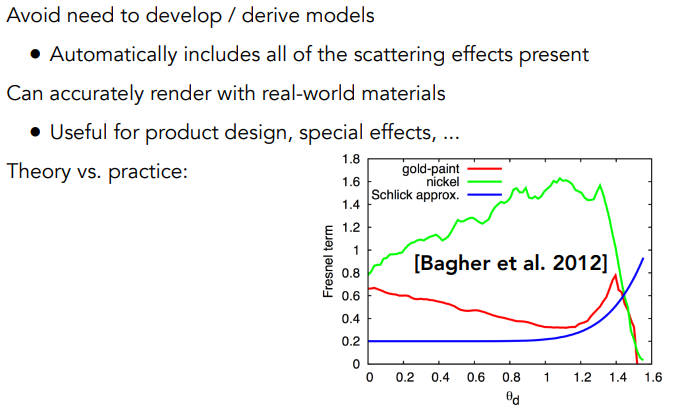 Avoid need to develop / derive models
● Automatically includes all of the scattering effects present
Can accurately render with real-world materials
● Useful for product design, special effects, ...
Theory vs. practice:
1.8
1.6
1.4
1.2
1
0.8
0.6
0.4
0.2
0
Fresnel term
gold-paint
nickel
Schlick approx.
[Bagher et al. 2012]
0 0.2 0.4 0.6 0.8 1 1.2 1.4 1.6
θd